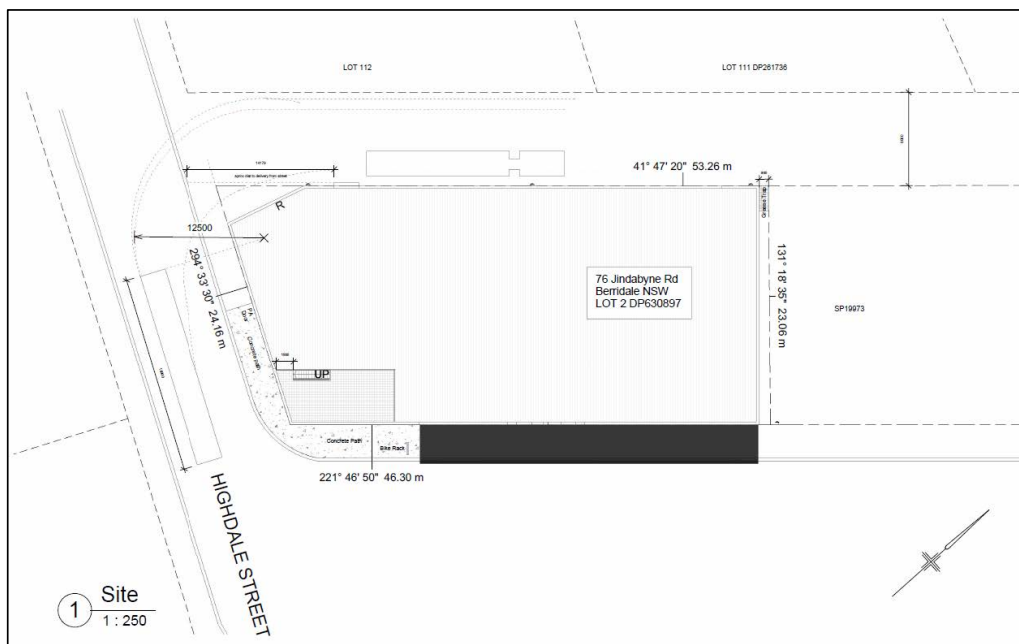 LOT 112
LOT 111 DP261736
41° 47' 20" 53.26 m
R
12500
294° 33' 30" 24.16 m
76 Jindabyne Rd
Berridale NSW
LOT 2 DP630897
131° 18' 35" 23.06 m
SP19973
Concrete path
UP
Concrete Path
Bike Rack
221° 46' 50" 46.30 m
HIGHDALE STREET
1
Site
1 : 250